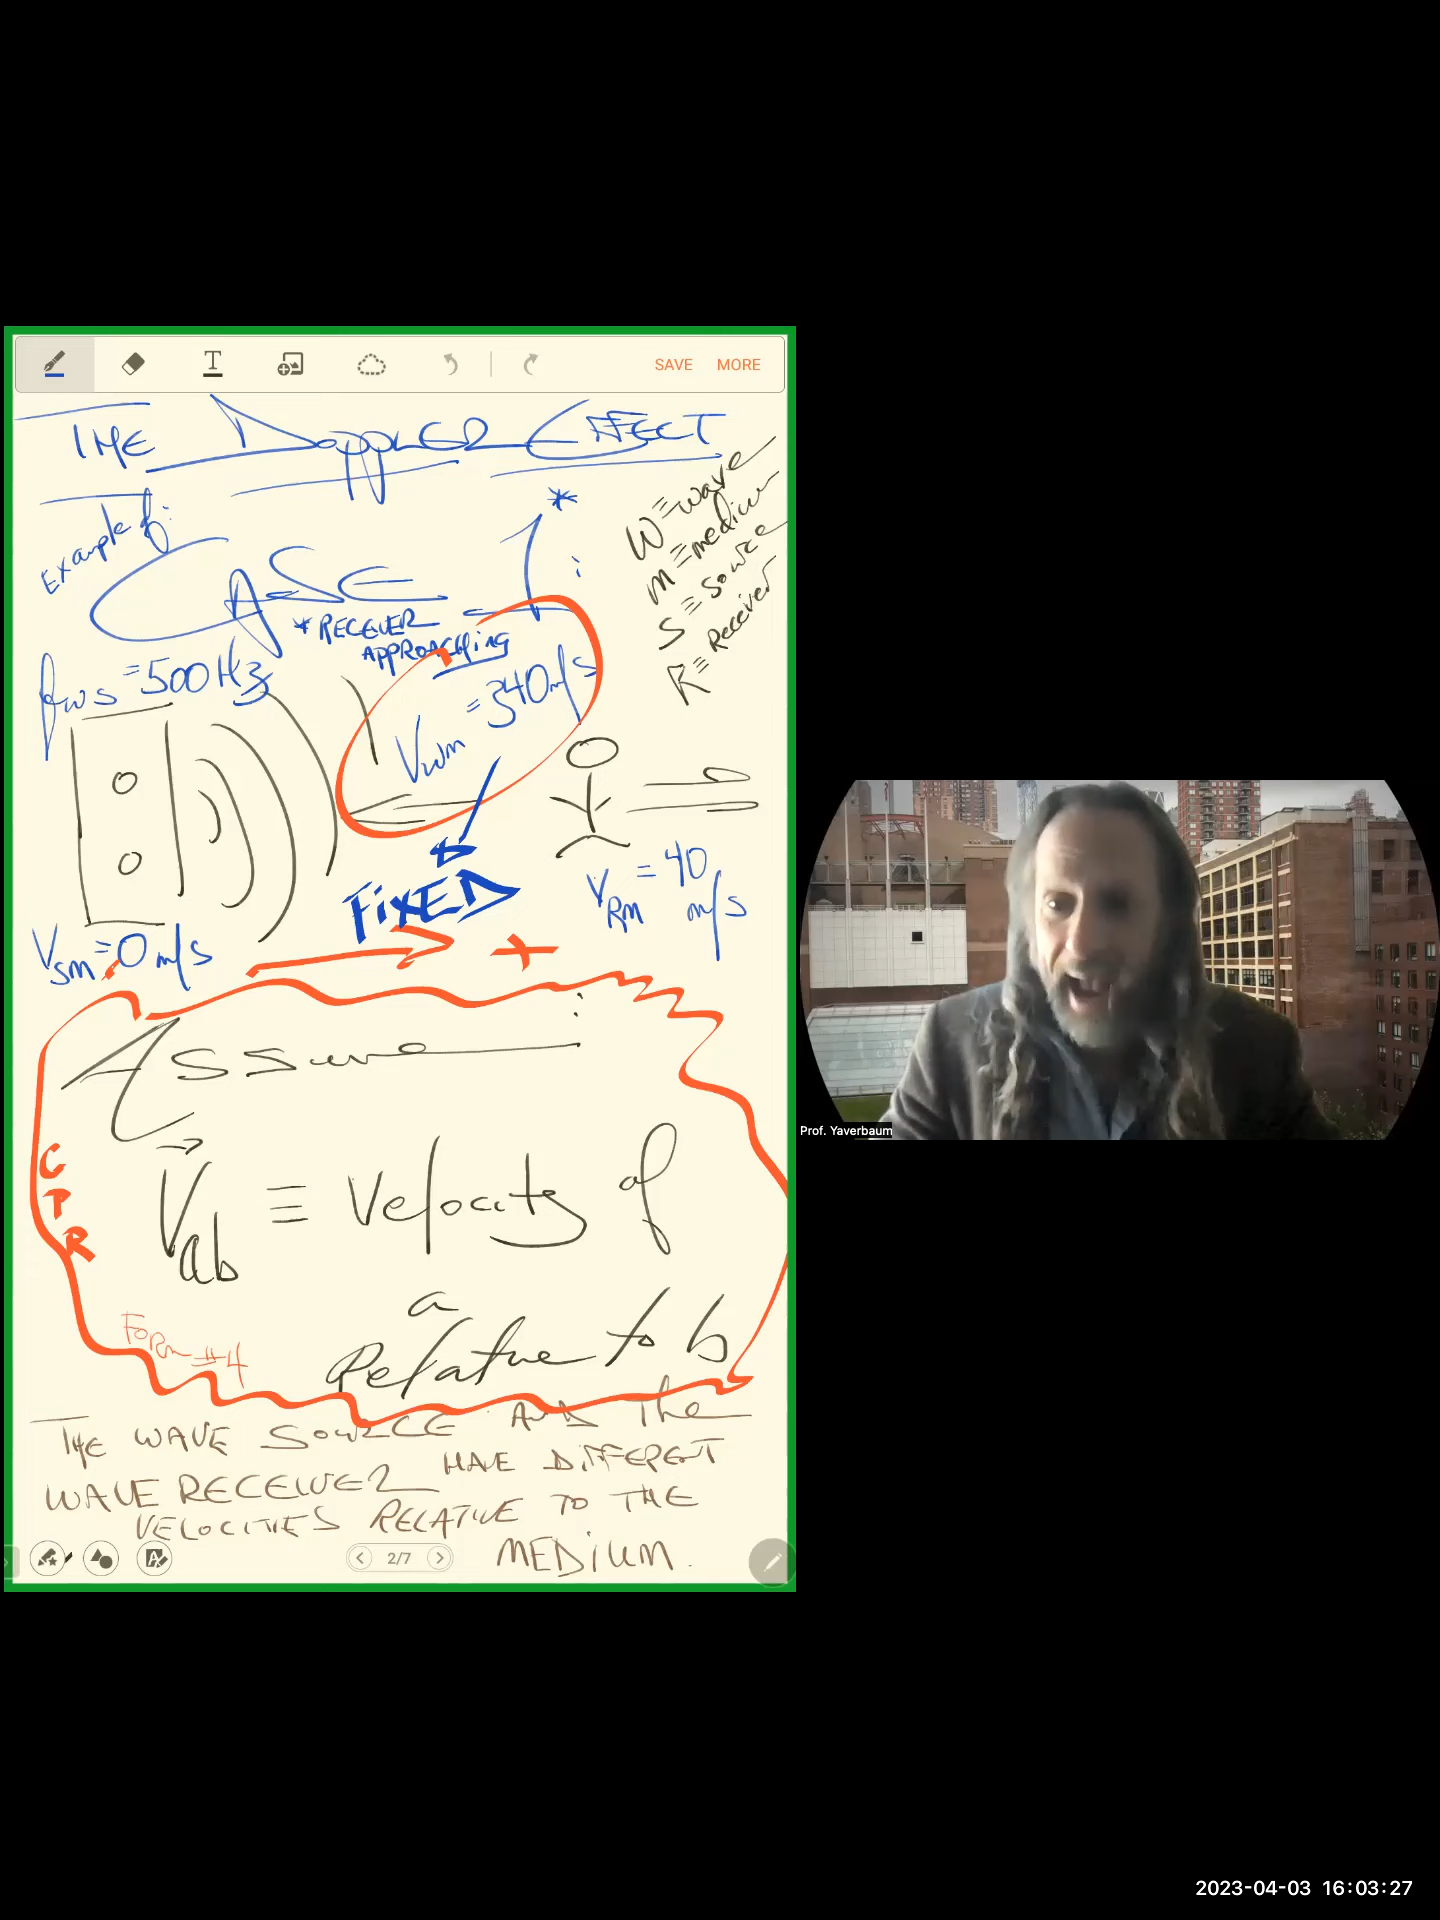 T
SAVE
MORE
THE DOPPLER EFFECT
Example of:
CASE 1 * :
* RECEIVER
APPROACHING
W ≡ wave
m ≡ medium
S ≡ source
R ≡ Receiver
fws = 500 Hz
Vwm = 340 m/s
FIXED
VRm = 40 m/s
Vsm = 0 m/s
+
Assume :
CPR
Vab ≡ Velocity of
a
Relative to b
Form #4
THE WAVE SOURCE AND The
WAVE RECEIVER HAVE DIFFERENT
VELOCITIES RELATIVE TO THE
MEDIUM.
2/7
Prof. Yaverbaum
2023-04-03 16:03:27